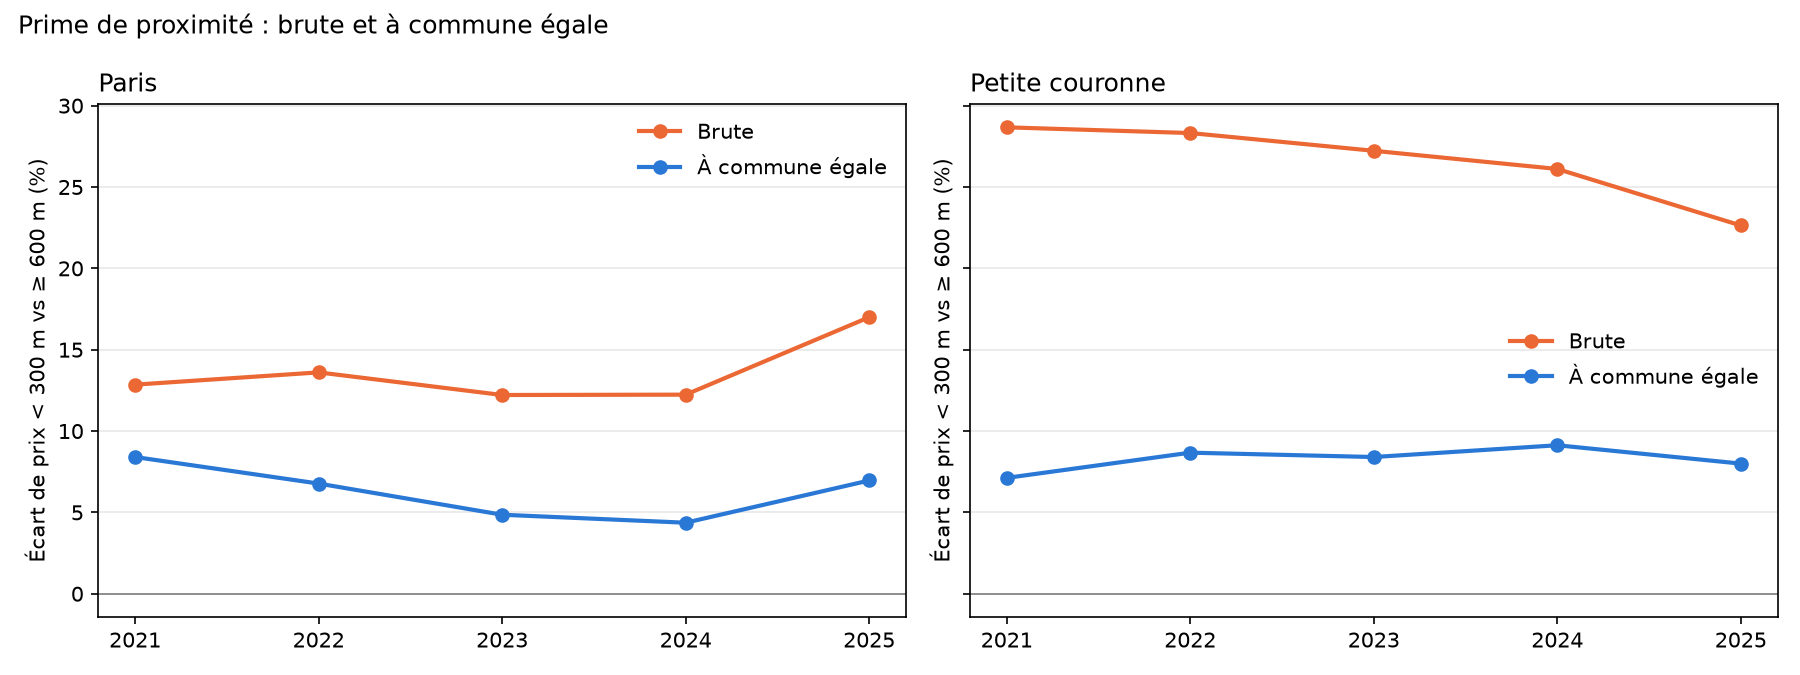 Prime de proximité : brute et à commune égale
Paris
Écart de prix < 300 m vs ≥ 600 m (%)
30
25
20
15
10
5
0
Brute
À commune égale
2021 2022 2023 2024 2025
Petite couronne
Écart de prix < 300 m vs ≥ 600 m (%)
Brute
À commune égale
2021 2022 2023 2024 2025